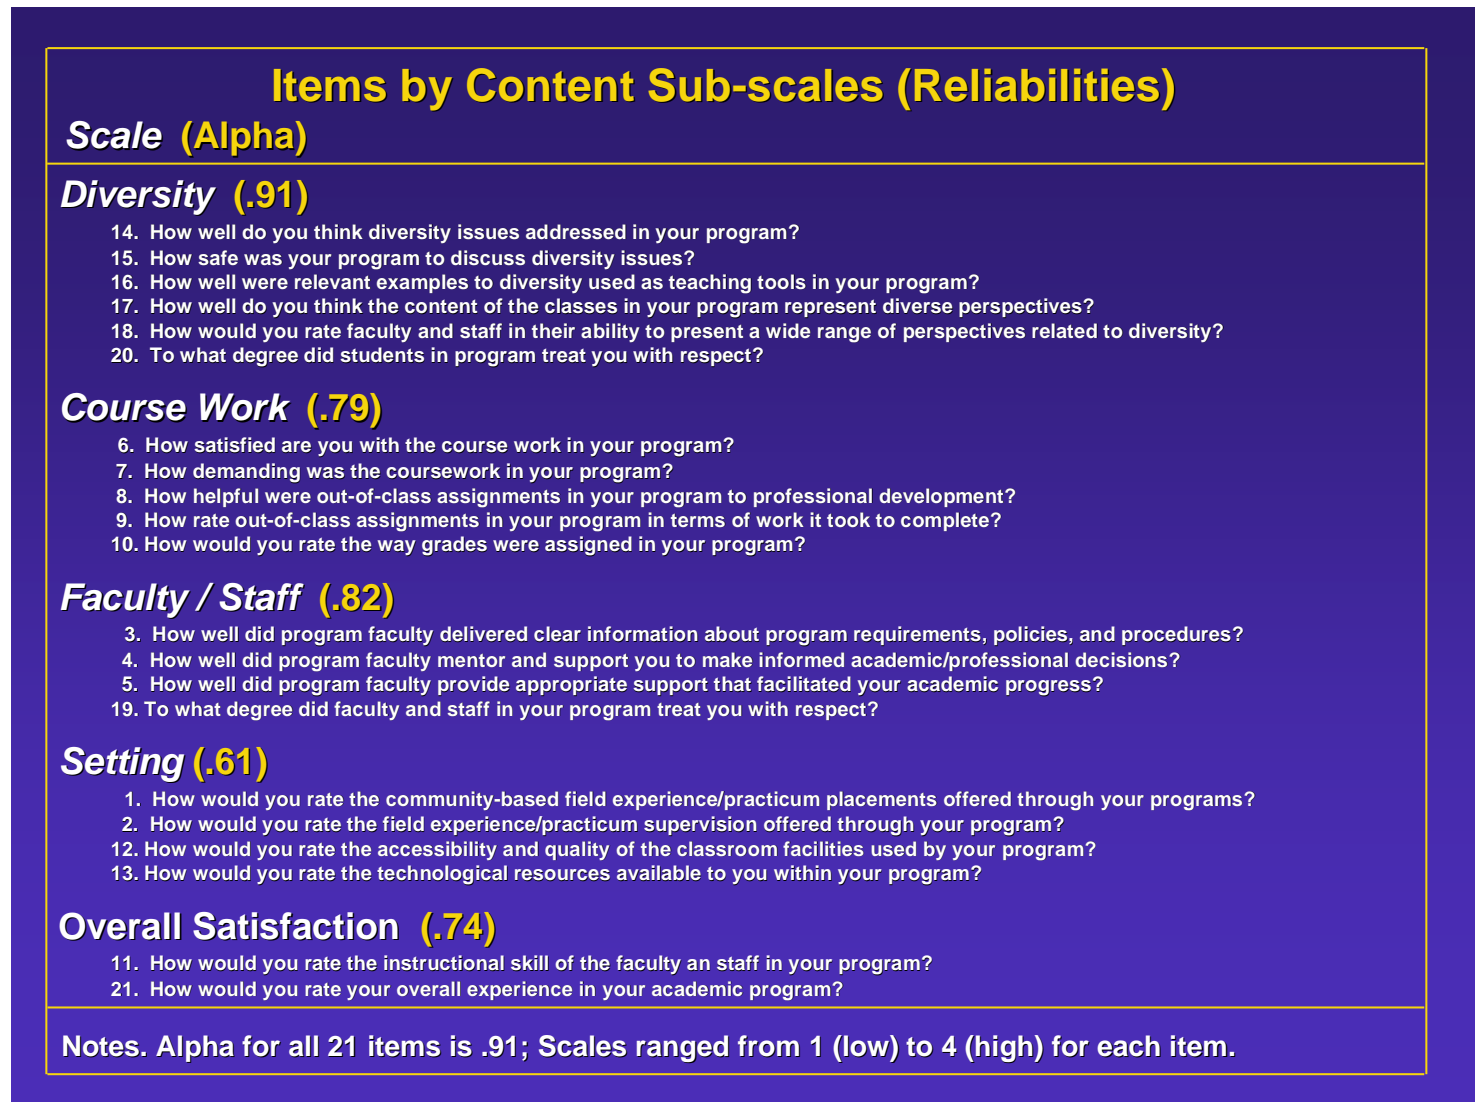 Items by Content Sub-scales (Reliabilities)
Scale (Alpha)
Diversity (.91)
14. How well do you think diversity issues addressed in your program?
15. How safe was your program to discuss diversity issues?
16. How well were relevant examples to diversity used as teaching tools in your program?
17. How well do you think the content of the classes in your program represent diverse perspectives?
18. How would you rate faculty and staff in their ability to present a wide range of perspectives related to diversity?
20. To what degree did students in program treat you with respect?
Course Work (.79)
6. How satisfied are you with the course work in your program?
7. How demanding was the coursework in your program?
8. How helpful were out-of-class assignments in your program to professional development?
9. How rate out-of-class assignments in your program in terms of work it took to complete?
10. How would you rate the way grades were assigned in your program?
Faculty / Staff (.82)
3. How well did program faculty delivered clear information about program requirements, policies, and procedures?
4. How well did program faculty mentor and support you to make informed academic/professional decisions?
5. How well did program faculty provide appropriate support that facilitated your academic progress?
19. To what degree did faculty and staff in your program treat you with respect?
Setting (.61)
1. How would you rate the community-based field experience/practicum placements offered through your programs?
2. How would you rate the field experience/practicum supervision offered through your program?
12. How would you rate the accessibility and quality of the classroom facilities used by your program?
13. How would you rate the technological resources available to you within your program?
Overall Satisfaction (.74)
11. How would you rate the instructional skill of the faculty an staff in your program?
21. How would you rate your overall experience in your academic program?
Notes. Alpha for all 21 items is .91; Scales ranged from 1 (low) to 4 (high) for each item.